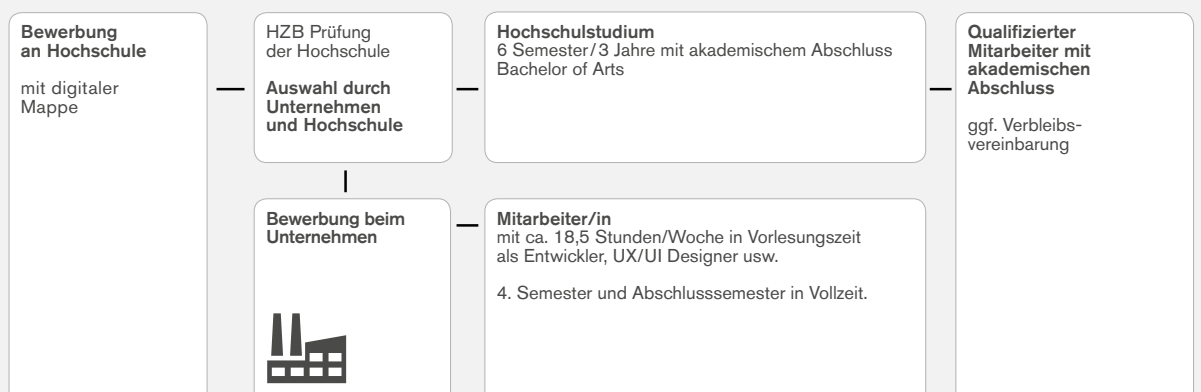 Bewerbung
an Hochschule
mit digitaler
Mappe
HZB Prüfung
der Hochschule
Auswahl durch
Unternehmen
und Hochschule
Hochschulstudium
6 Semester/3 Jahre mit akademischem Abschluss
Bachelor of Arts
Qualifizierter
Mitarbeiter mit
akademischen
Abschluss
ggf. Verbleibs-
vereinbarung
Bewerbung beim
Unternehmen
Mitarbeiter/in
mit ca. 18,5 Stunden/Woche in Vorlesungszeit
als Entwickler, UX/UI Designer usw.
4. Semester und Abschlusssemester in Vollzeit.